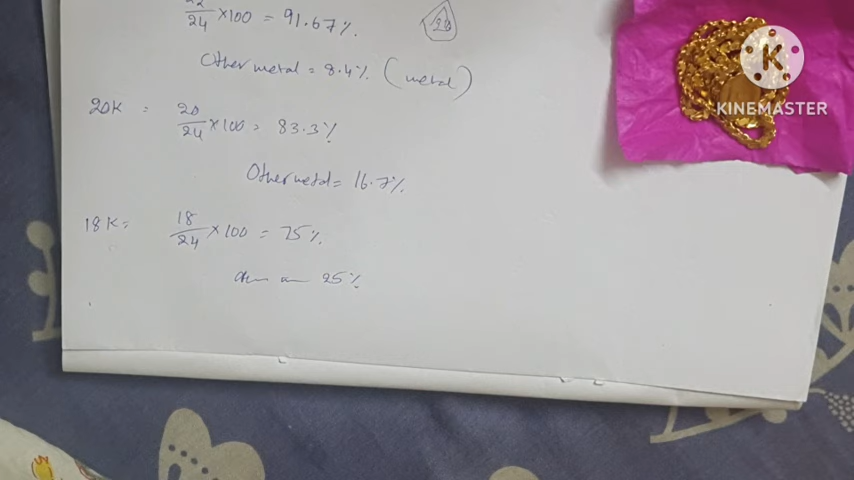 22/24 × 100 = 91.67%.
Other metal = 8.4% (metal)
20K = 20/24 × 100 = 83.3%
Other metal = 16.7%
18K = 18/24 × 100 = 75%.
25%
K
KINEMASTER